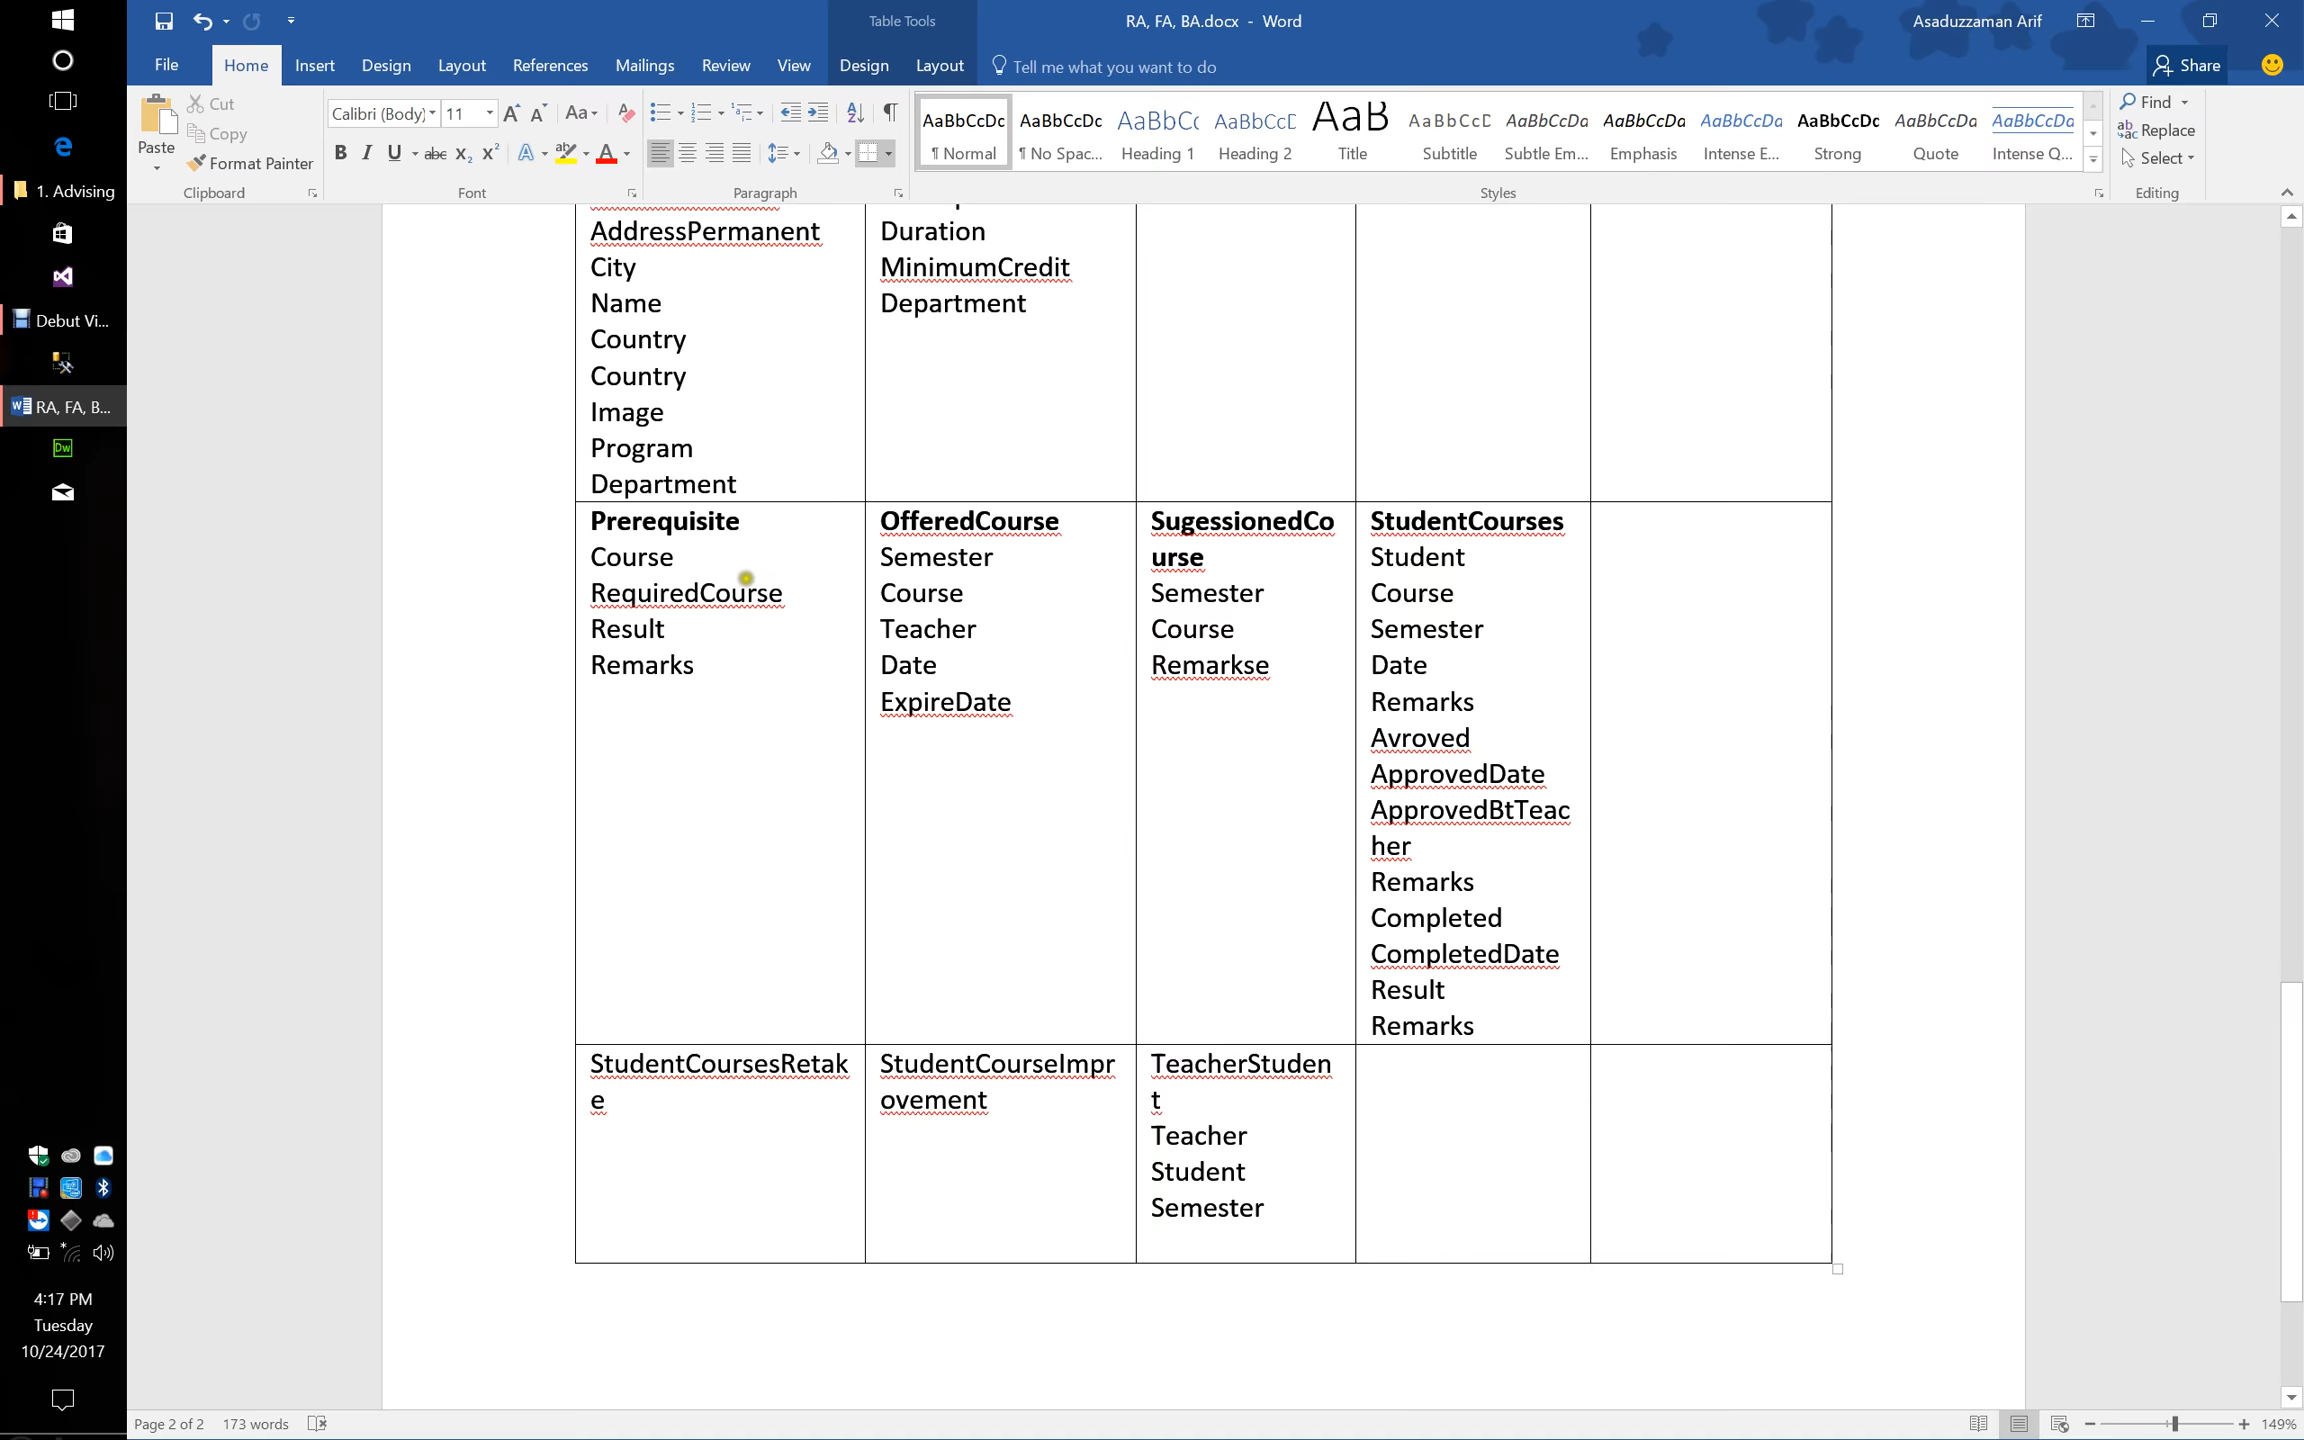 Table Tools
RA, FA, BA.docx - Word
Asaduzzaman Arif
File
Home
Insert
Design
Layout
References
Mailings
Review
View
Design
Layout
Tell me what you want to do
Share
Paste
Cut
Copy
Format Painter
Clipboard
Calibri (Body)
11
Font
Paragraph
AaBbCcDc
¶ Normal
AaBbCcDc
¶ No Spac...
AaBbCc
Heading 1
AaBbCcE
Heading 2
AaB
Title
AaBbCcD
Subtitle
AaBbCcDa
Subtle Em...
AaBbCcDa
Emphasis
AaBbCcDa
Intense E...
AaBbCcDc
Strong
AaBbCcDa
Quote
AaBbCcDa
Intense Q...
Styles
Find
Replace
Select
Editing
1. Advising
Debut Vi...
RA, FA, B...
Dw
4:17 PM
Tuesday
10/24/2017
AddressPermanent
City
Name
Country
Country
Image
Program
Department
Duration
MinimumCredit
Department
Prerequisite
Course
RequiredCourse
Result
Remarks
OfferedCourse
Semester
Course
Teacher
Date
ExpireDate
SugessionedCo
urse
Semester
Course
Remarkse
StudentCourses
Student
Course
Semester
Date
Remarks
Avroved
ApprovedDate
ApprovedBtTeac
her
Remarks
Completed
CompletedDate
Result
Remarks
StudentCoursesRetak
e
StudentCourseImpr
ovement
TeacherStuden
t
Teacher
Student
Semester
Page 2 of 2
173 words
149%